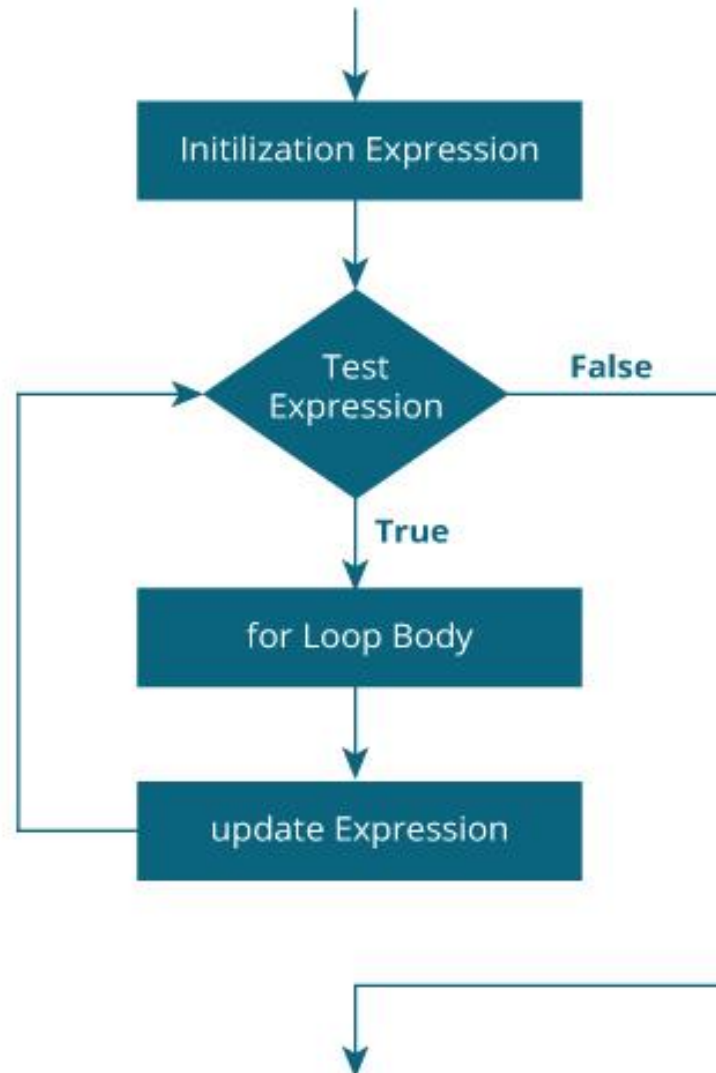 Initilization Expression
Test
Expression
False
True
for Loop Body
update Expression